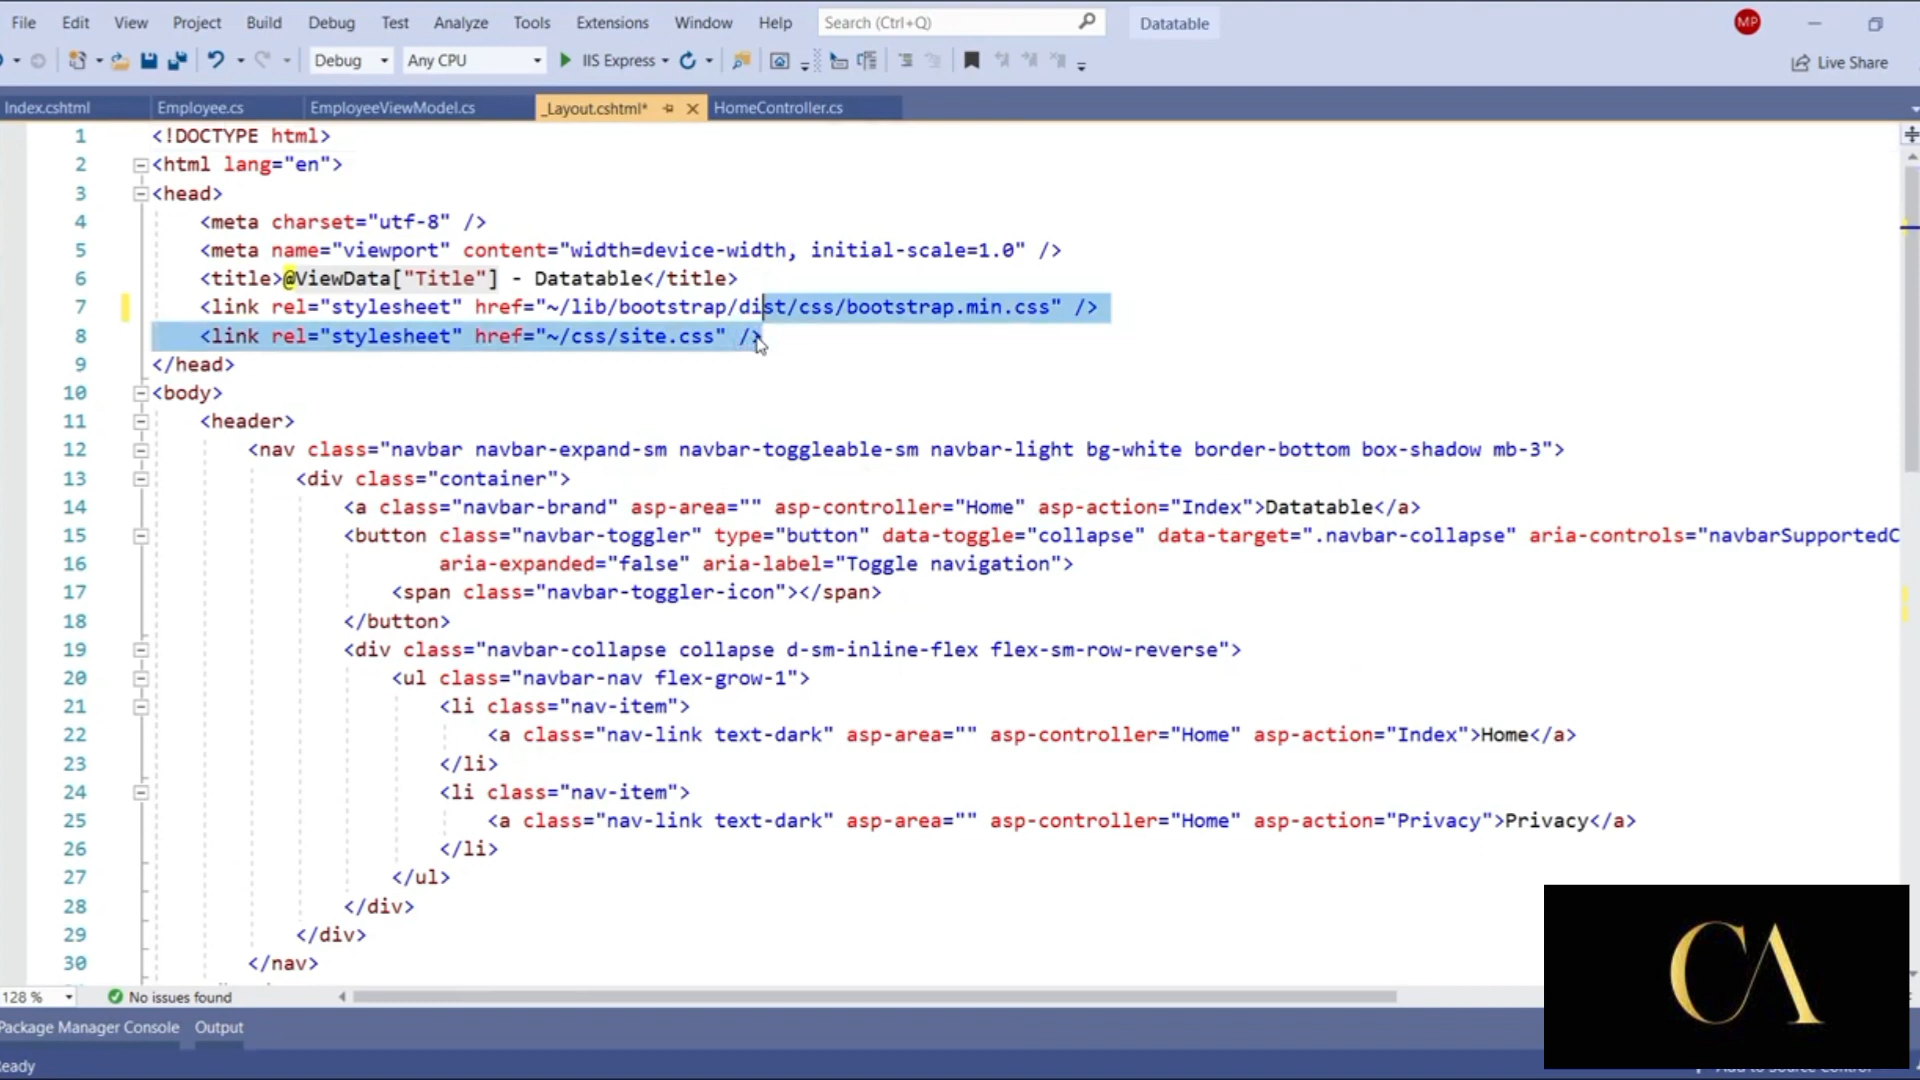 File Edit View Project Build Debug Test Analyze Tools Extensions Window Help Search (Ctrl+Q) Datatable MP
Debug Any CPU IIS Express Live Share
Index.cshtml Employee.cs EmployeeViewModel.cs _Layout.cshtml* HomeController.cs
1 <!DOCTYPE html>
2 <html lang="en">
3 <head>
4 <meta charset="utf-8" />
5 <meta name="viewport" content="width=device-width, initial-scale=1.0" />
6 <title>@ViewData["Title"] - Datatable</title>
7 <link rel="stylesheet" href="~/lib/bootstrap/dist/css/bootstrap.min.css" />
8 <link rel="stylesheet" href="~/css/site.css" />
9 </head>
10 <body>
11 <header>
12 <nav class="navbar navbar-expand-sm navbar-toggleable-sm navbar-light bg-white border-bottom box-shadow mb-3">
13 <div class="container">
14 <a class="navbar-brand" asp-area="" asp-controller="Home" asp-action="Index">Datatable</a>
15 <button class="navbar-toggler" type="button" data-toggle="collapse" data-target=".navbar-collapse" aria-controls="navbarSupportedC
16 aria-expanded="false" aria-label="Toggle navigation">
17 <span class="navbar-toggler-icon"></span>
18 </button>
19 <div class="navbar-collapse collapse d-sm-inline-flex flex-sm-row-reverse">
20 <ul class="navbar-nav flex-grow-1">
21 <li class="nav-item">
22 <a class="nav-link text-dark" asp-area="" asp-controller="Home" asp-action="Index">Home</a>
23 </li>
24 <li class="nav-item">
25 <a class="nav-link text-dark" asp-area="" asp-controller="Home" asp-action="Privacy">Privacy</a>
26 </li>
27 </ul>
28 </div>
29 </div>
30 </nav>
128 % No issues found
Package Manager Console Output
eady
CA